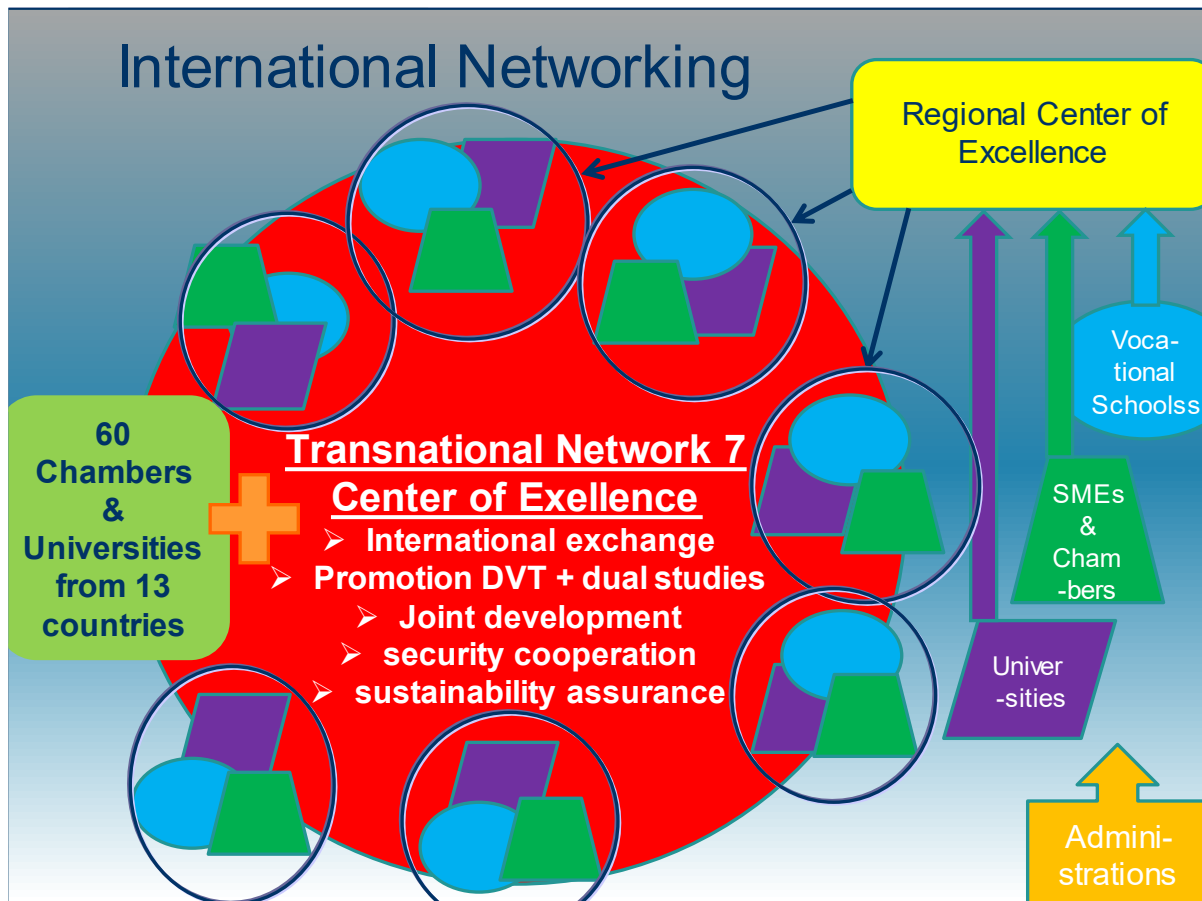 International Networking
Regional Center of
Excellence
Voca-
tional
Schoolss
60
Chambers
&
Universities
from 13
countries
Transnational Network 7
Center of Exellence
➢ International exchange
➢ Promotion DVT + dual studies
➢ Joint development
➢ security cooperation
➢ sustainability assurance
SMEs
&
Cham
-bers
Univer
-sities
Admini-
strations